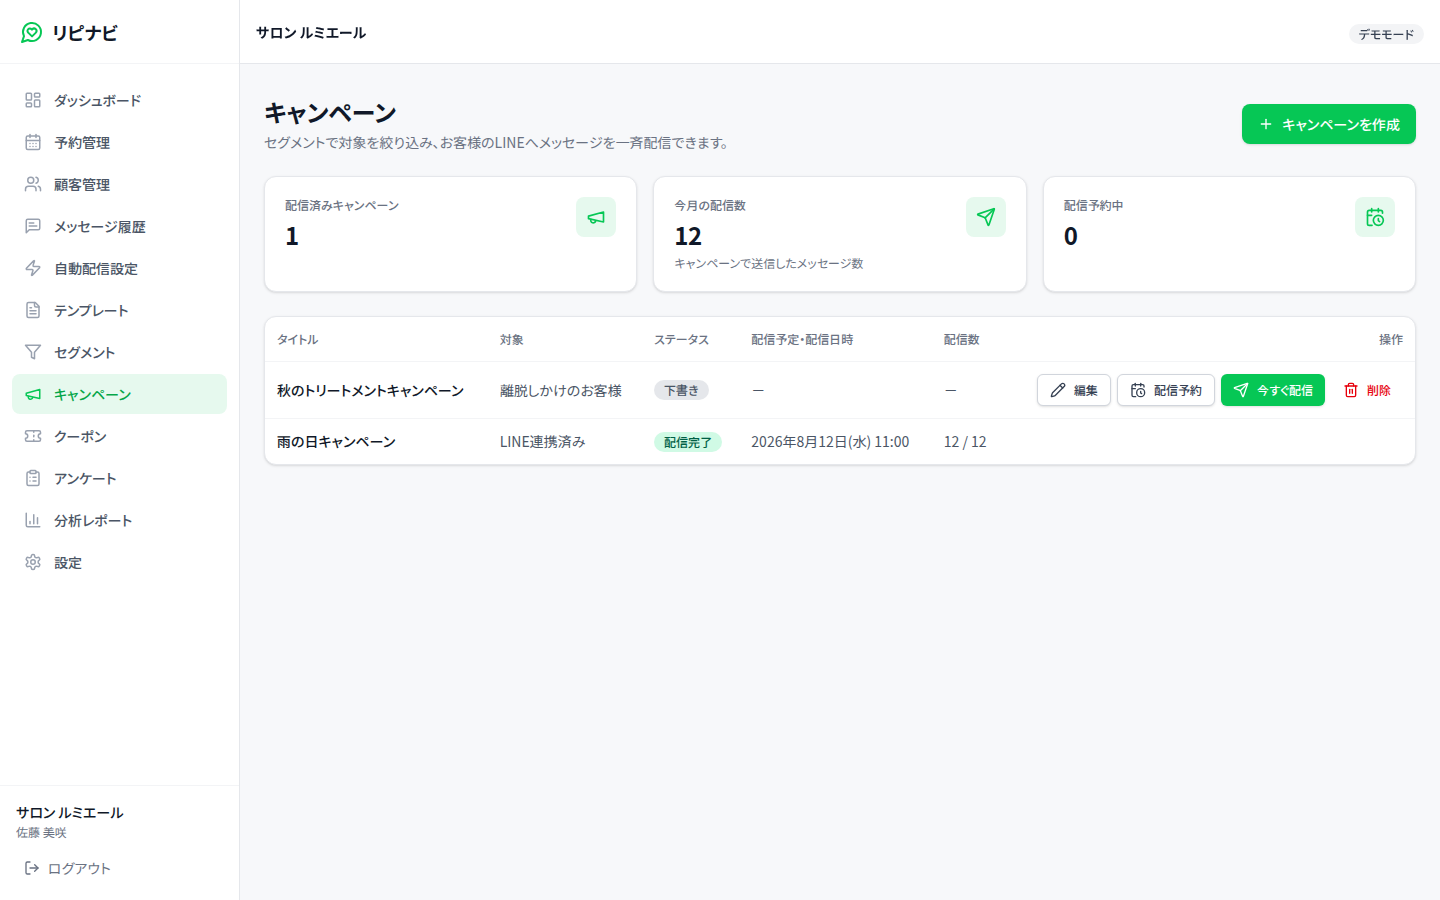 リピナビ
サロン ルミエール
デモモード
ダッシュボード
予約管理
顧客管理
メッセージ履歴
自動配信設定
テンプレート
セグメント
キャンペーン
クーポン
アンケート
分析レポート
設定
サロン ルミエール
佐藤 美咲
ログアウト
キャンペーン
セグメントで対象を絞り込み、お客様のLINEへメッセージを一斉配信できます。
キャンペーンを作成
配信済みキャンペーン
1
今月の配信数
12
キャンペーンで送信したメッセージ数
配信予約中
0
タイトル 対象 ステータス 配信予定・配信日時 配信数 操作
秋のトリートメントキャンペーン 離脱しかけのお客様 下書き — — 編集 配信予約 今すぐ配信 削除
雨の日キャンペーン LINE連携済み 配信完了 2026年8月12日(水) 11:00 12 / 12